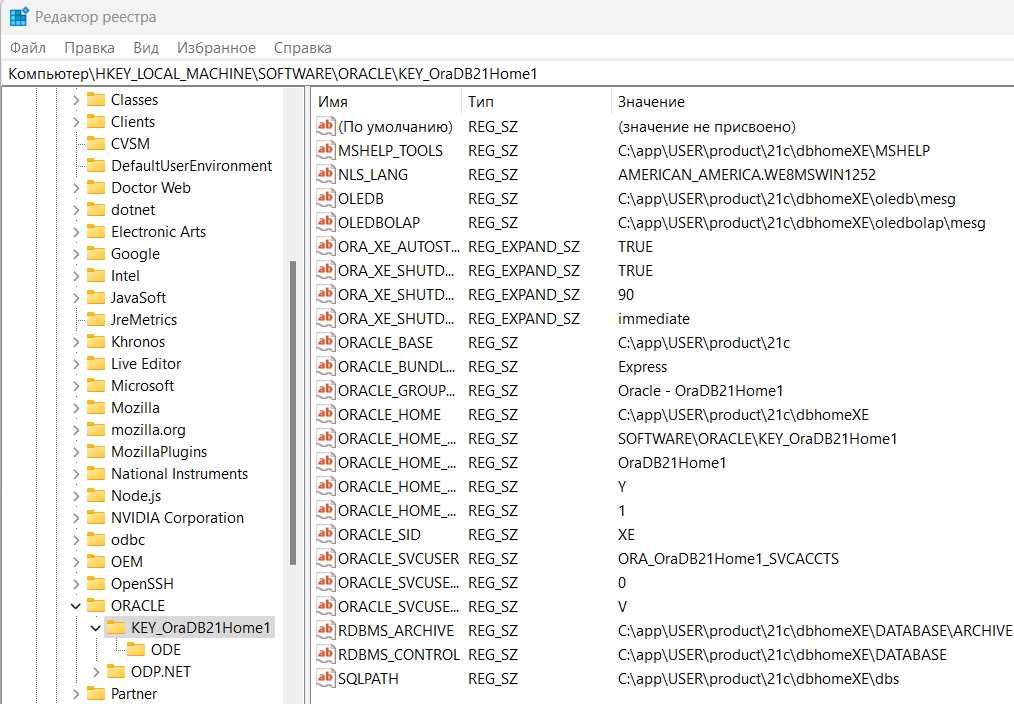 Редактор реестра
Файл Правка Вид Избранное Справка
Компьютер\HKEY_LOCAL_MACHINE\SOFTWARE\ORACLE\KEY_OraDB21Home1
Classes
Clients
CVSM
DefaultUserEnvironment
Doctor Web
dotnet
Electronic Arts
Google
Intel
JavaSoft
JreMetrics
Khronos
Live Editor
Microsoft
Mozilla
mozilla.org
MozillaPlugins
National Instruments
Node.js
NVIDIA Corporation
odbc
OEM
OpenSSH
ORACLE
KEY_OraDB21Home1
ODE
ODP.NET
Partner
Имя Тип Значение
(По умолчанию) REG_SZ (значение не присвоено)
MSHELP_TOOLS REG_SZ C:\app\USER\product\21c\dbhomeXE\MSHELP
NLS_LANG REG_SZ AMERICAN_AMERICA.WE8MSWIN1252
OLEDB REG_SZ C:\app\USER\product\21c\dbhomeXE\oledb\mesg
OLEDBOLAP REG_SZ C:\app\USER\product\21c\dbhomeXE\oledbolap\mesg
ORA_XE_AUTOST... REG_EXPAND_SZ TRUE
ORA_XE_SHUTD... REG_EXPAND_SZ TRUE
ORA_XE_SHUTD... REG_EXPAND_SZ 90
ORA_XE_SHUTD... REG_EXPAND_SZ immediate
ORACLE_BASE REG_SZ C:\app\USER\product\21c
ORACLE_BUNDL... REG_SZ Express
ORACLE_GROUP... REG_SZ Oracle - OraDB21Home1
ORACLE_HOME REG_SZ C:\app\USER\product\21c\dbhomeXE
ORACLE_HOME_... REG_SZ SOFTWARE\ORACLE\KEY_OraDB21Home1
ORACLE_HOME_... REG_SZ OraDB21Home1
ORACLE_HOME_... REG_SZ Y
ORACLE_HOME_... REG_SZ 1
ORACLE_SID REG_SZ XE
ORACLE_SVCUSER REG_SZ ORA_OraDB21Home1_SVCACCTS
ORACLE_SVCUSE... REG_SZ 0
ORACLE_SVCUSE... REG_SZ V
RDBMS_ARCHIVE REG_SZ C:\app\USER\product\21c\dbhomeXE\DATABASE\ARCHIVE
RDBMS_CONTROL REG_SZ C:\app\USER\product\21c\dbhomeXE\DATABASE
SQLPATH REG_SZ C:\app\USER\product\21c\dbhomeXE\dbs